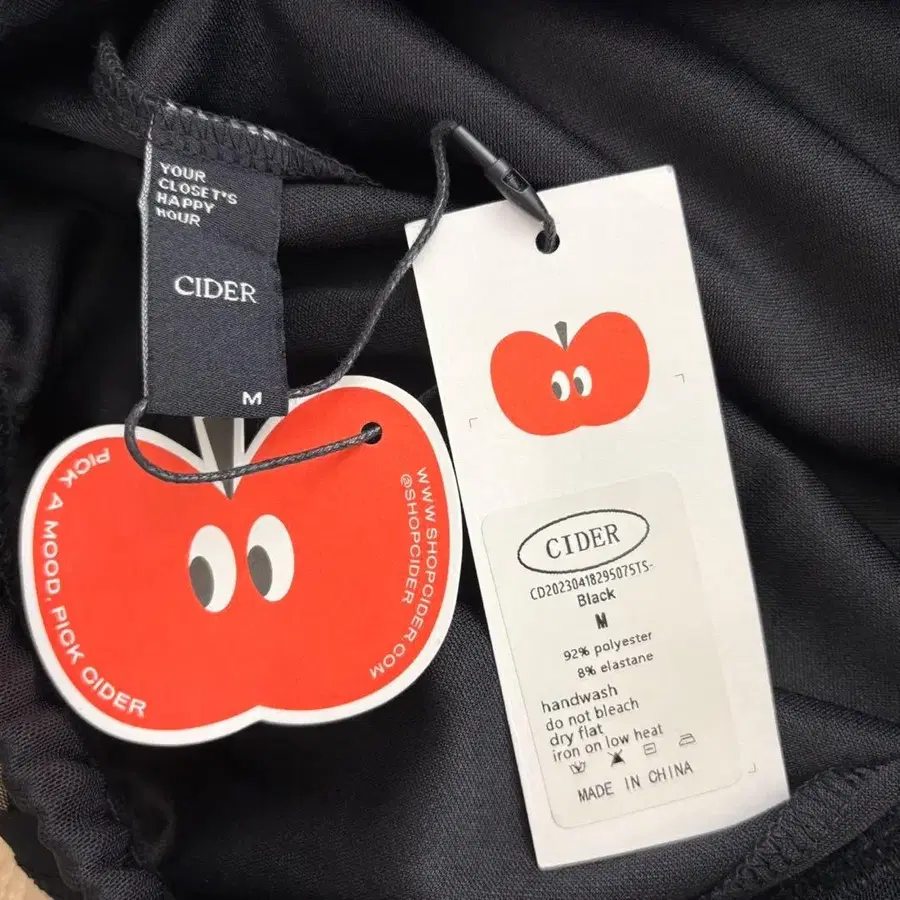 YOUR
CLOSET'S
HAPPY
HOUR
CIDER
M
PICK A MOOD, PICK CIDER
WWW.SHOPCIDER.COM
@SHOPCIDER
CIDER
CD20230418295075TS-
Black
M
92% polyester
8% elastane
handwash
do not bleach
dry flat
iron on low heat
MADE IN CHINA